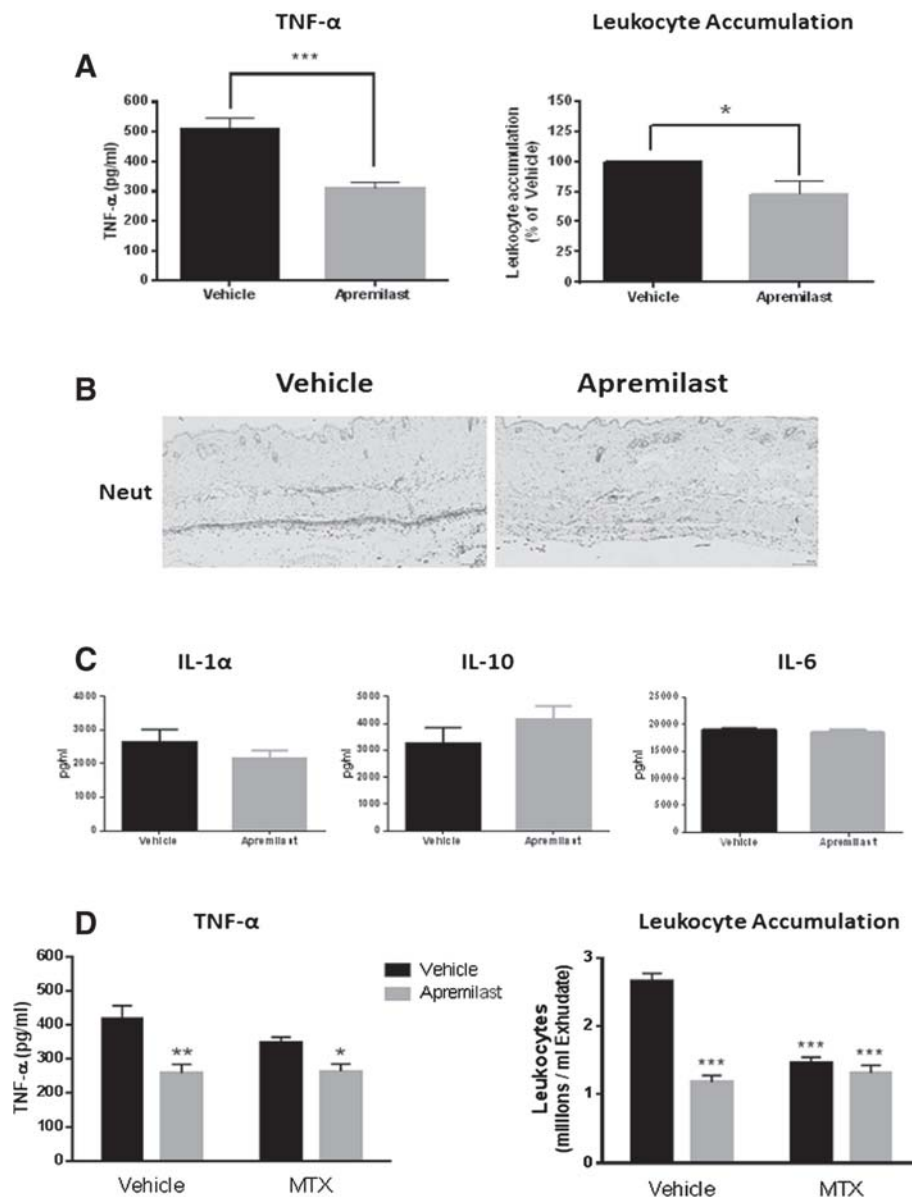 TNF-α
Leukocyte Accumulation
A
***
*
600
500
400
300
200
100
0
TNF-α (pg/ml)
Vehicle
Apremilast
150
125
100
75
50
25
0
Leukocyte accumulation
(% of Vehicle)
Vehicle
Apremilast
B
Vehicle
Apremilast
Neut
C
IL-1α
IL-10
IL-6
4000
3000
2000
1000
0
pg/ml
Vehicle
Apremilast
5000
4000
3000
2000
1000
0
pg/ml
Vehicle
Apremilast
25000
20000
15000
10000
5000
0
pg/ml
Vehicle
Apremilast
D
TNF-α
Leukocyte Accumulation
600
500
400
300
200
100
0
TNF-α (pg/ml)
**
*
Vehicle
MTX
Vehicle
Apremilast
3
2
1
0
Leukocytes
(millions / ml Exhudate)
***
***
***
Vehicle
MTX